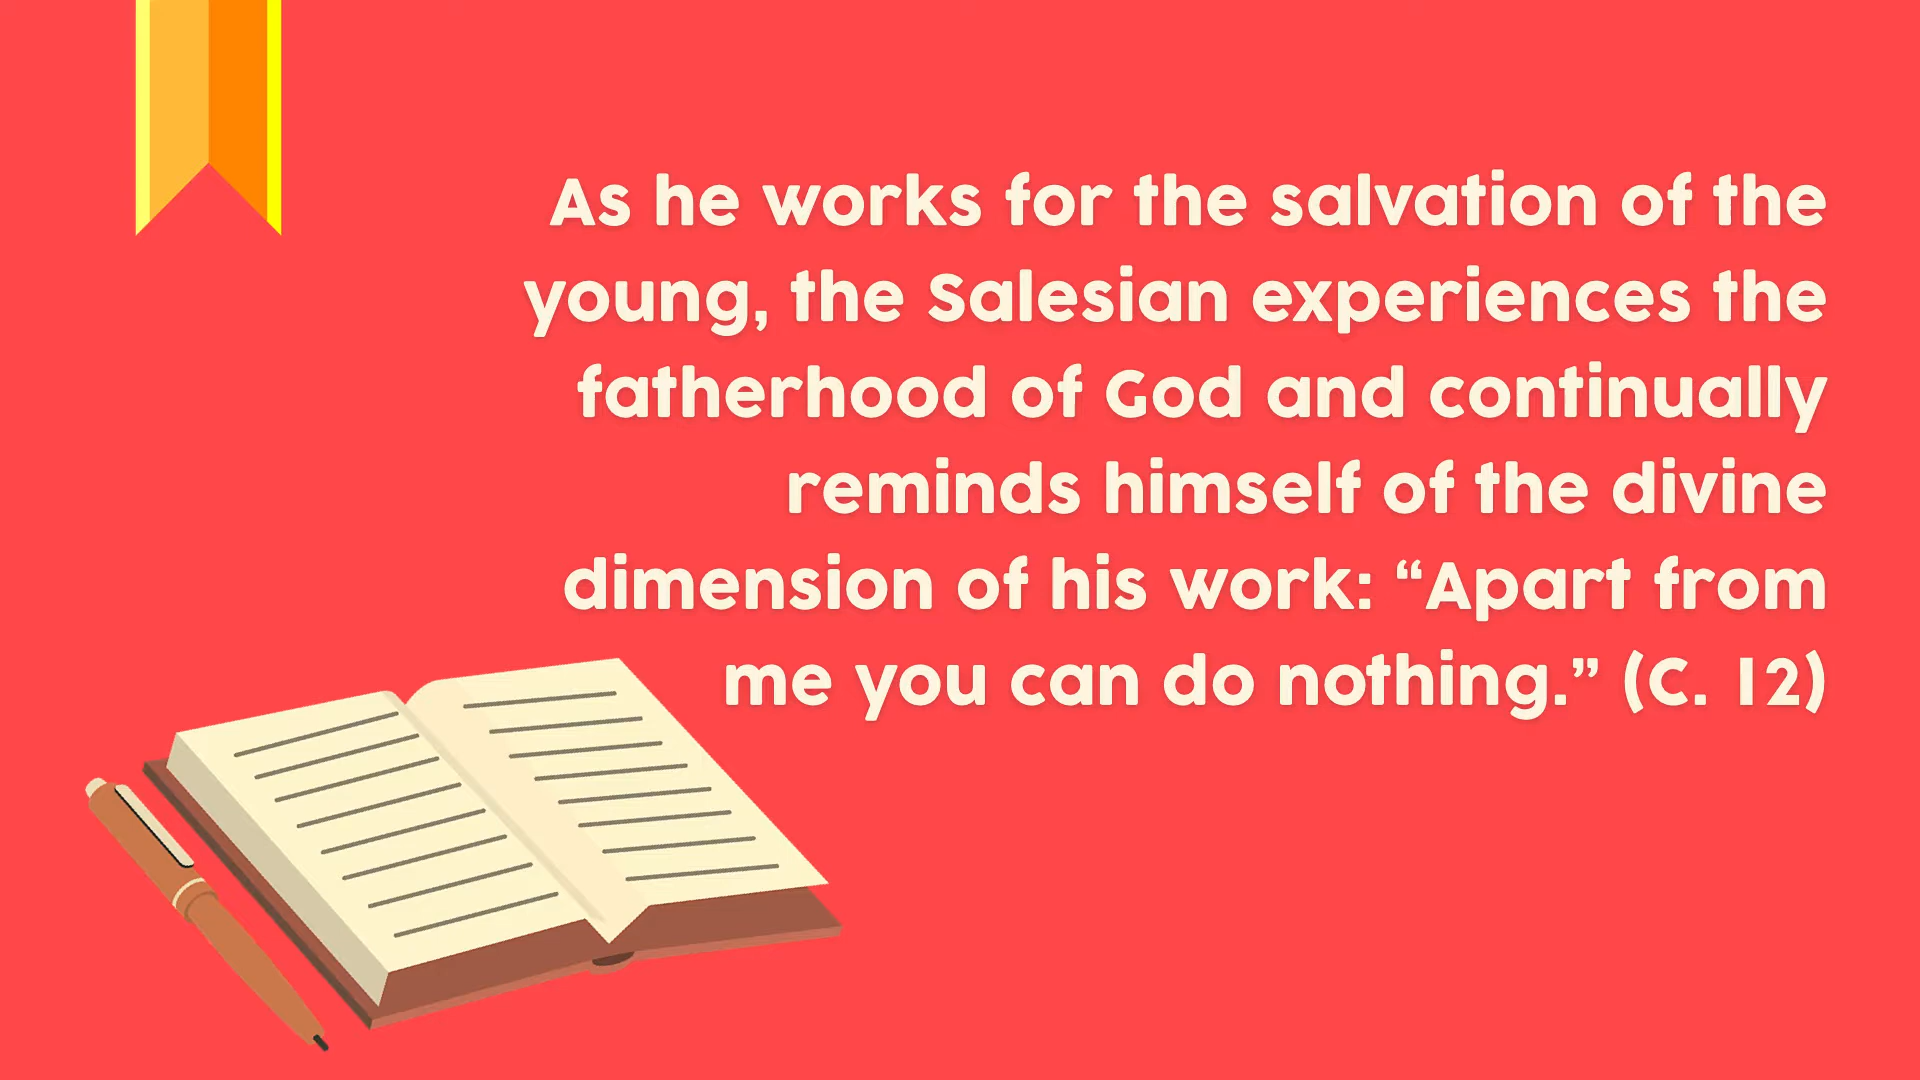 As he works for the salvation of the
young, the Salesian experiences the
fatherhood of God and continually
reminds himself of the divine
dimension of his work: “Apart from
me you can do nothing.” (C. 12)